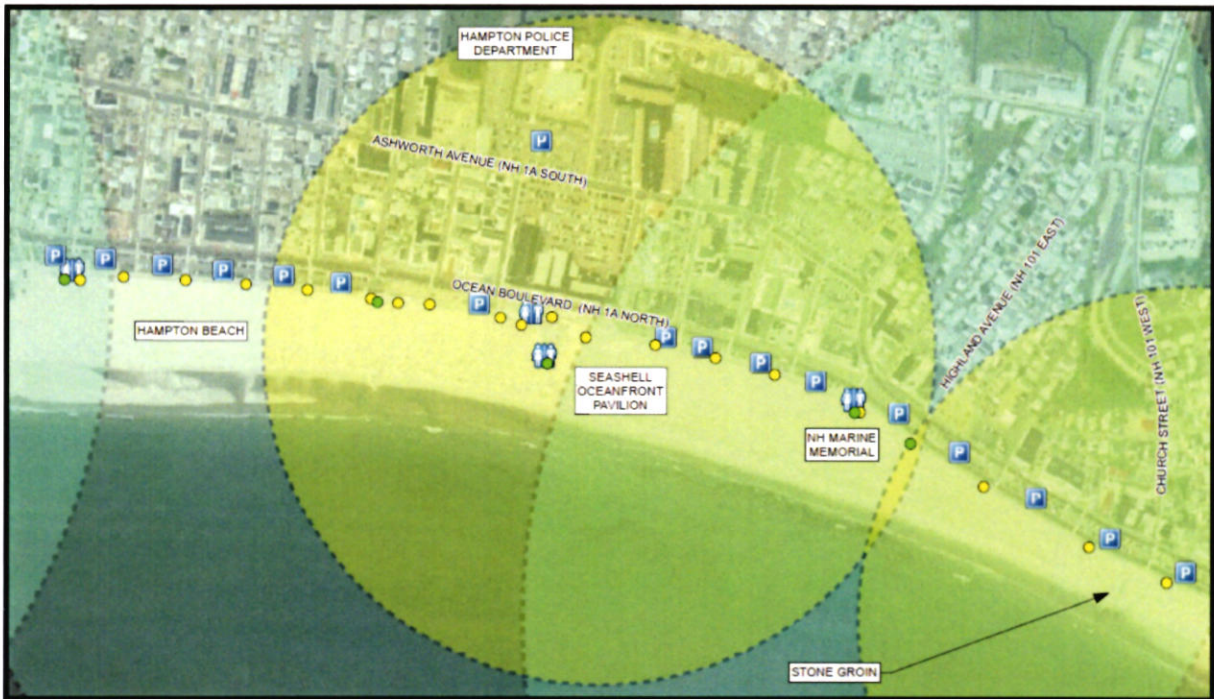 HAMPTON POLICE
DEPARTMENT
P
ASHWORTH AVENUE (NH 1A SOUTH)
HIGHLAND AVENUE (NH 101 EAST)
CHURCH STREET (NH 101 WEST)
P
P
P
P
P
P
OCEAN BOULEVARD (NH 1A NORTH)
P
HAMPTON BEACH
P
P
P
P
SEASHELL
OCEANFRONT
PAVILION
P
NH MARINE
MEMORIAL
P
P
P
P
STONE GROIN